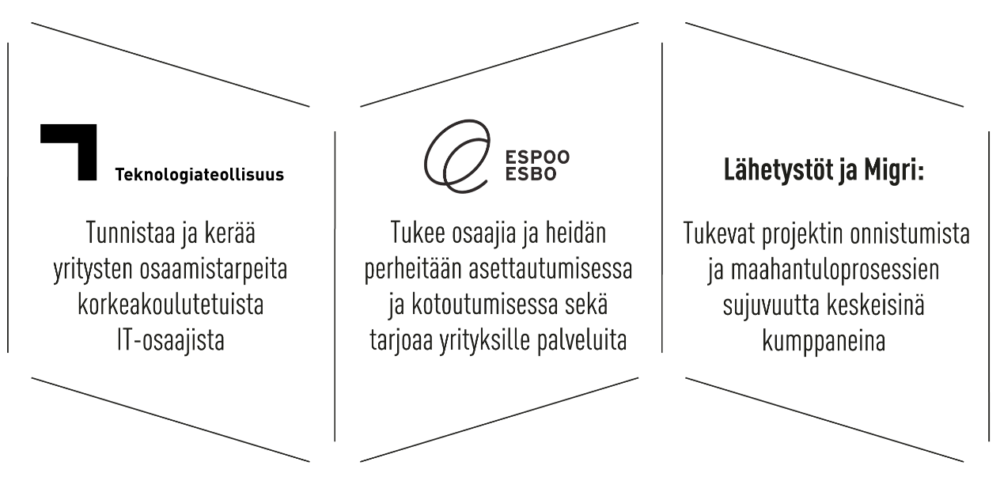 Teknologiateollisuus
Tunnistaa ja kerää
yritysten osaamistarpeita
korkeakoulutetuista
IT-osaajista
ESPOO
ESBO
Tukee osaajia ja heidän
perheitään asettautumisessa
ja kotoutumisessa sekä
tarjoaa yrityksille palveluita
Lähetystöt ja Migri:
Tukevat projektin onnistumista
ja maahantuloprosessien
sujuvuutta keskeisinä
kumppaneina